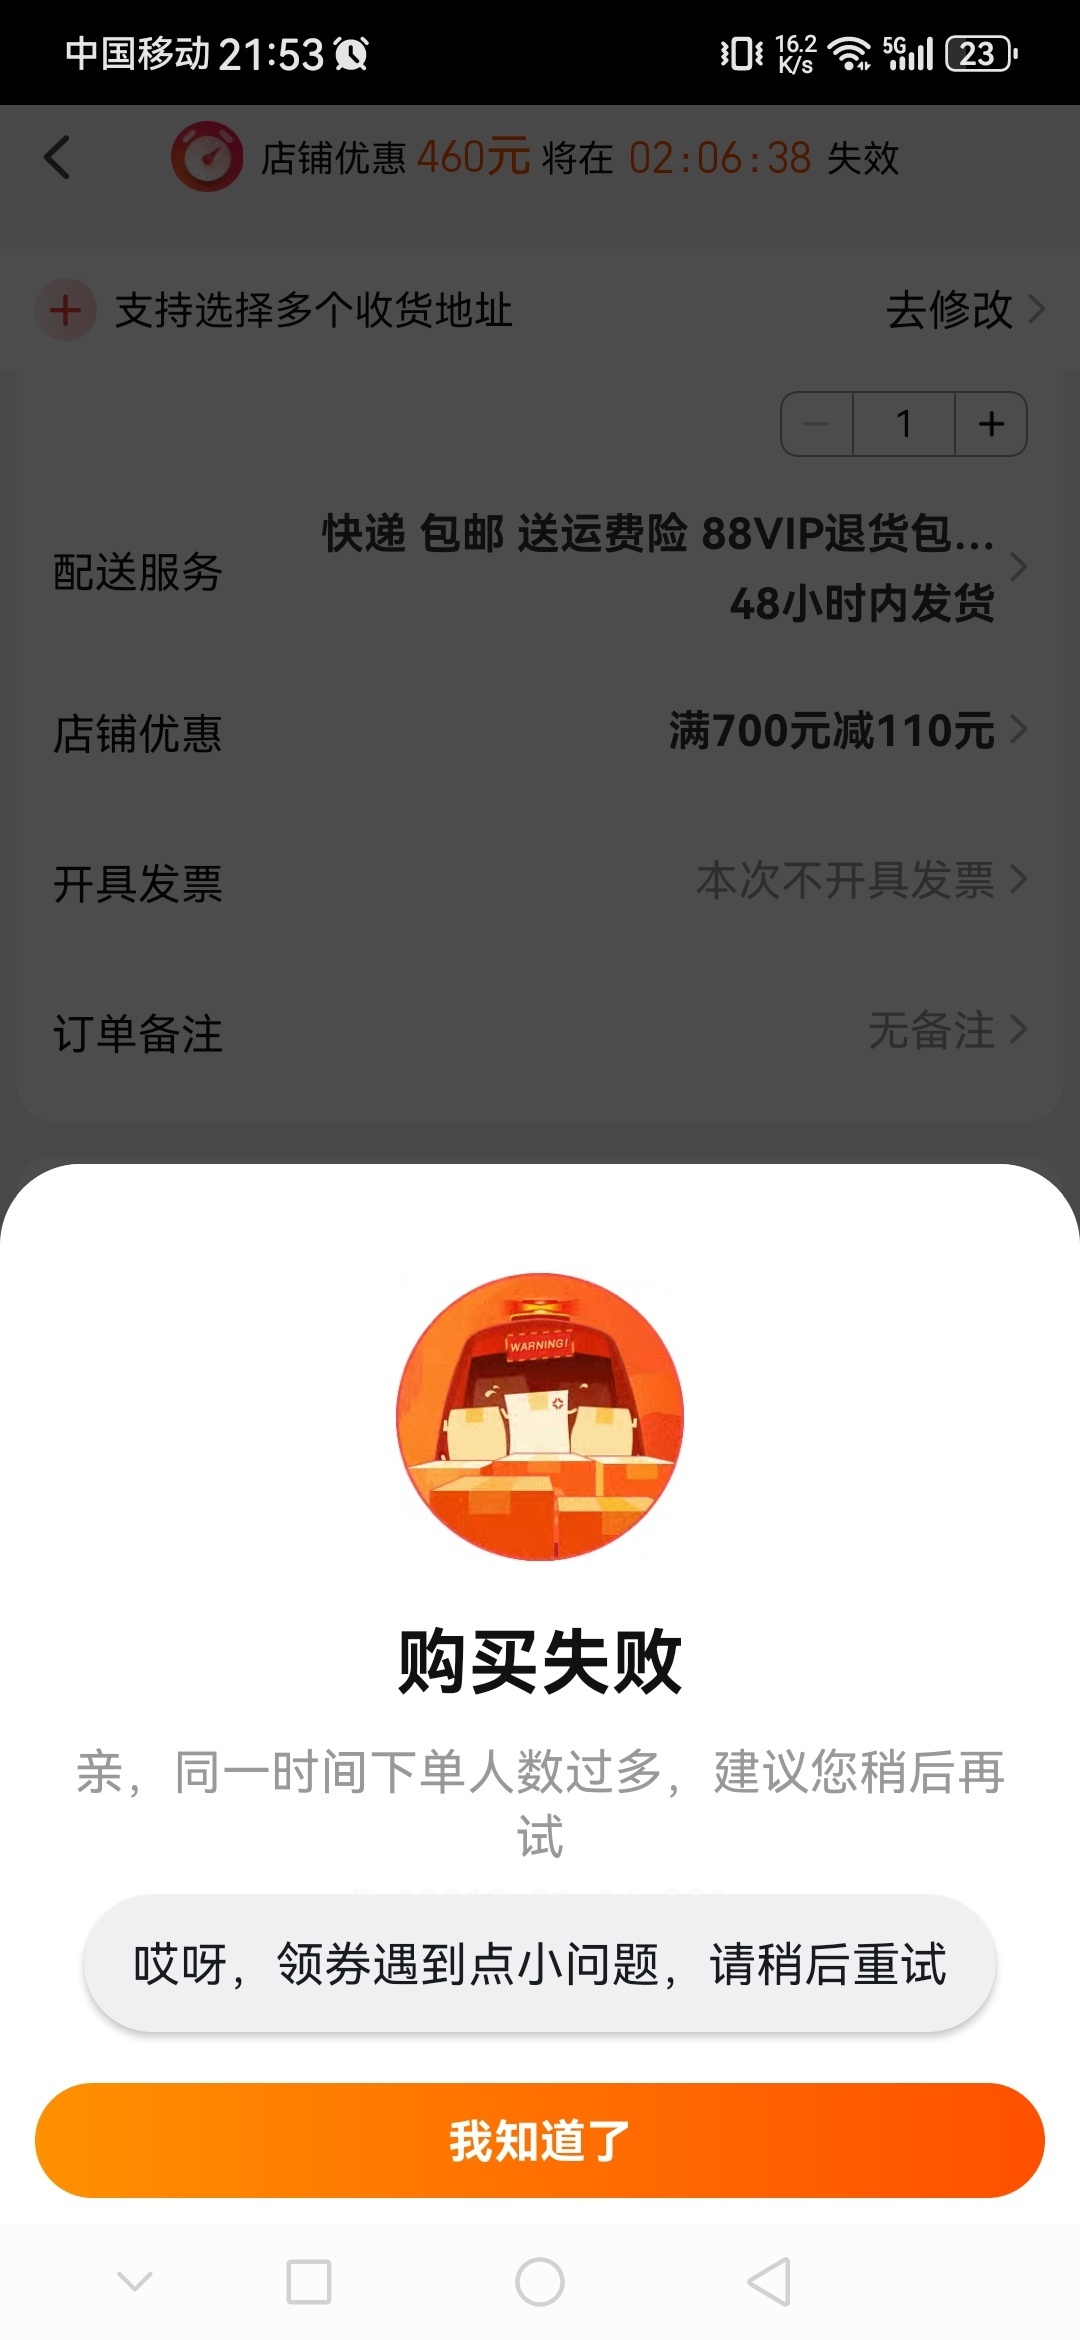 中国移动 21:53 16.2 K/s 5G 23
店铺优惠 460元 将在 02:06:38 失效
支持选择多个收货地址 去修改
1
快递 包邮 送运费险 88VIP退货包...
配送服务
48小时内发货
店铺优惠 满700元减110元
开具发票 本次不开具发票
订单备注 无备注
WARNING!
购买失败
亲，同一时间下单人数过多，建议您稍后再
试
哎呀，领券遇到点小问题，请稍后重试
我知道了